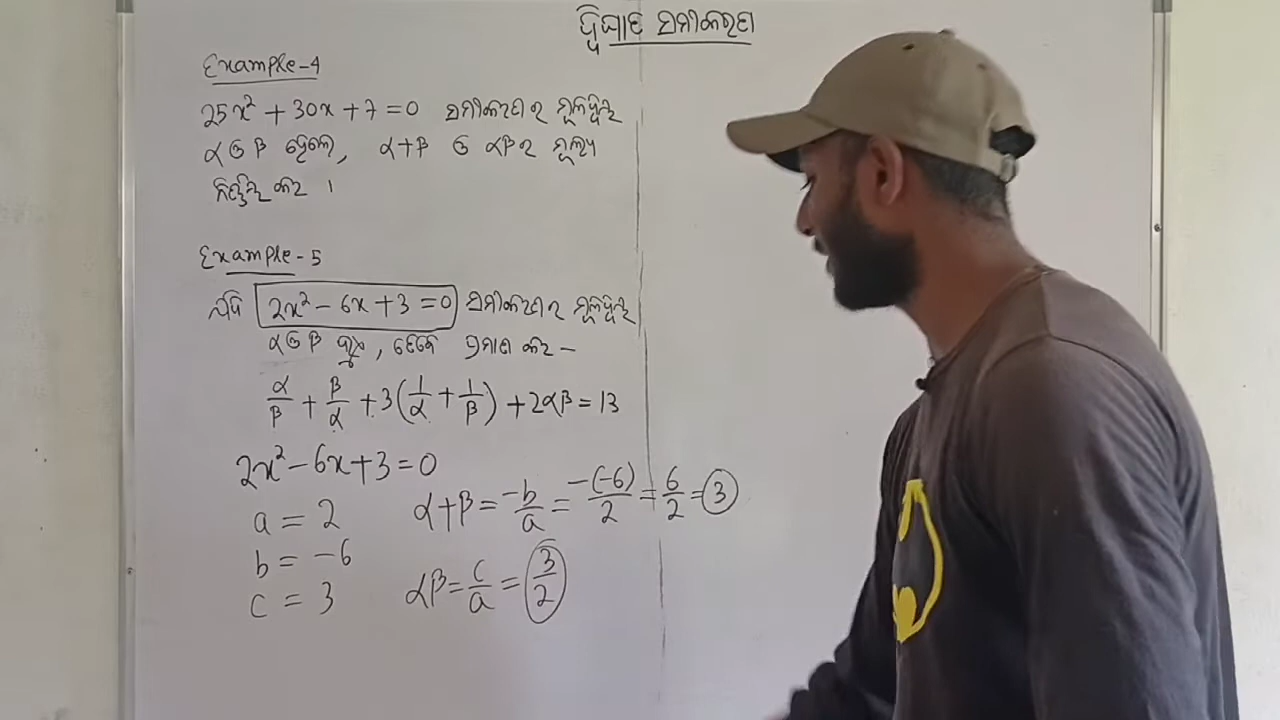 ଦ୍ୱିଘାତ ସମୀକରଣ
Example-4
25x² + 30x + 7 = 0 ସମୀକରଣର ମୂଳଦ୍ୱୟ
α ଓ β ହେଲେ, α+β ଓ αβର ମୂଲ୍ୟ
ନିର୍ଣ୍ଣୟ କର ।
Example-5
ଯଦି 2x² - 6x + 3 = 0 ସମୀକରଣର ମୂଳଦ୍ୱୟ
α ଓ β ହୁଏ, ତେବେ ପ୍ରମାଣ କର –
α/β + β/α + 3(1/α + 1/β) + 2αβ = 13
2x² - 6x + 3 = 0
a = 2 α+β = -b/a = -(-6)/2 = 6/2 = 3
b = -6
c = 3 αβ = c/a = 3/2